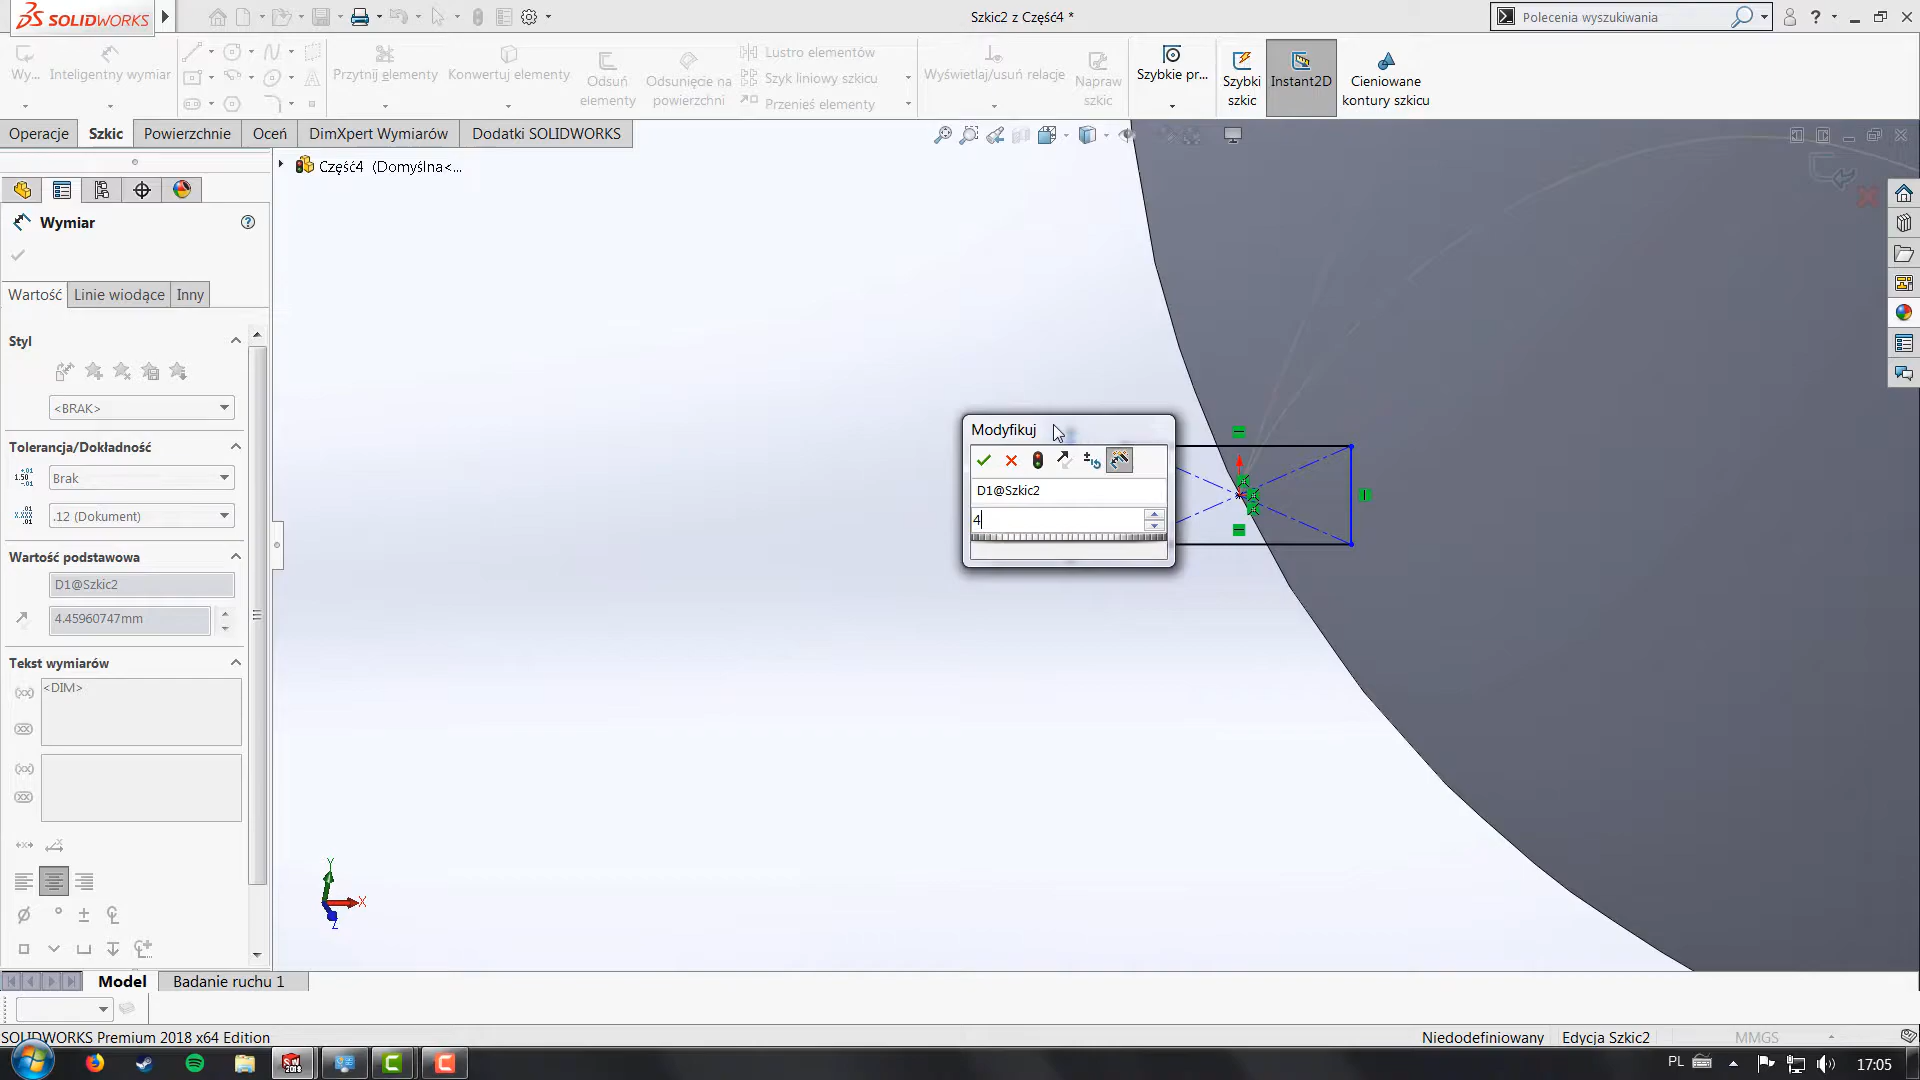 SOLIDWORKS
Szkic2 z Część4 *
Polecenia wyszukiwania
Wy...
Inteligentny wymiar
Przytnij elementy
Konwertuj elementy
Odsuń
elementy
Odsunięcie na
powierzchni
Lustro elementów
Szyk liniowy szkicu
Przenieś elementy
Wyświetlaj/usuń relacje
Napraw
szkic
Szybkie pr...
Szybki
szkic
Instant2D
Cieniowane
kontury szkicu
Operacje
Szkic
Powierzchnie
Oceń
DimXpert Wymiarów
Dodatki SOLIDWORKS
Część4 (Domyślna<...
Wymiar
Wartość
Linie wiodące
Inny
Styl
<BRAK>
Tolerancja/Dokładność
Brak
.12 (Dokument)
Wartość podstawowa
D1@Szkic2
4.45960747mm
Tekst wymiarów
<DIM>
Modyfikuj
D1@Szkic2
4
Y
X
Z
Model
Badanie ruchu 1
SOLIDWORKS Premium 2018 x64 Edition
Niedodefiniowany
Edycja Szkic2
MMGS
PL
17:05